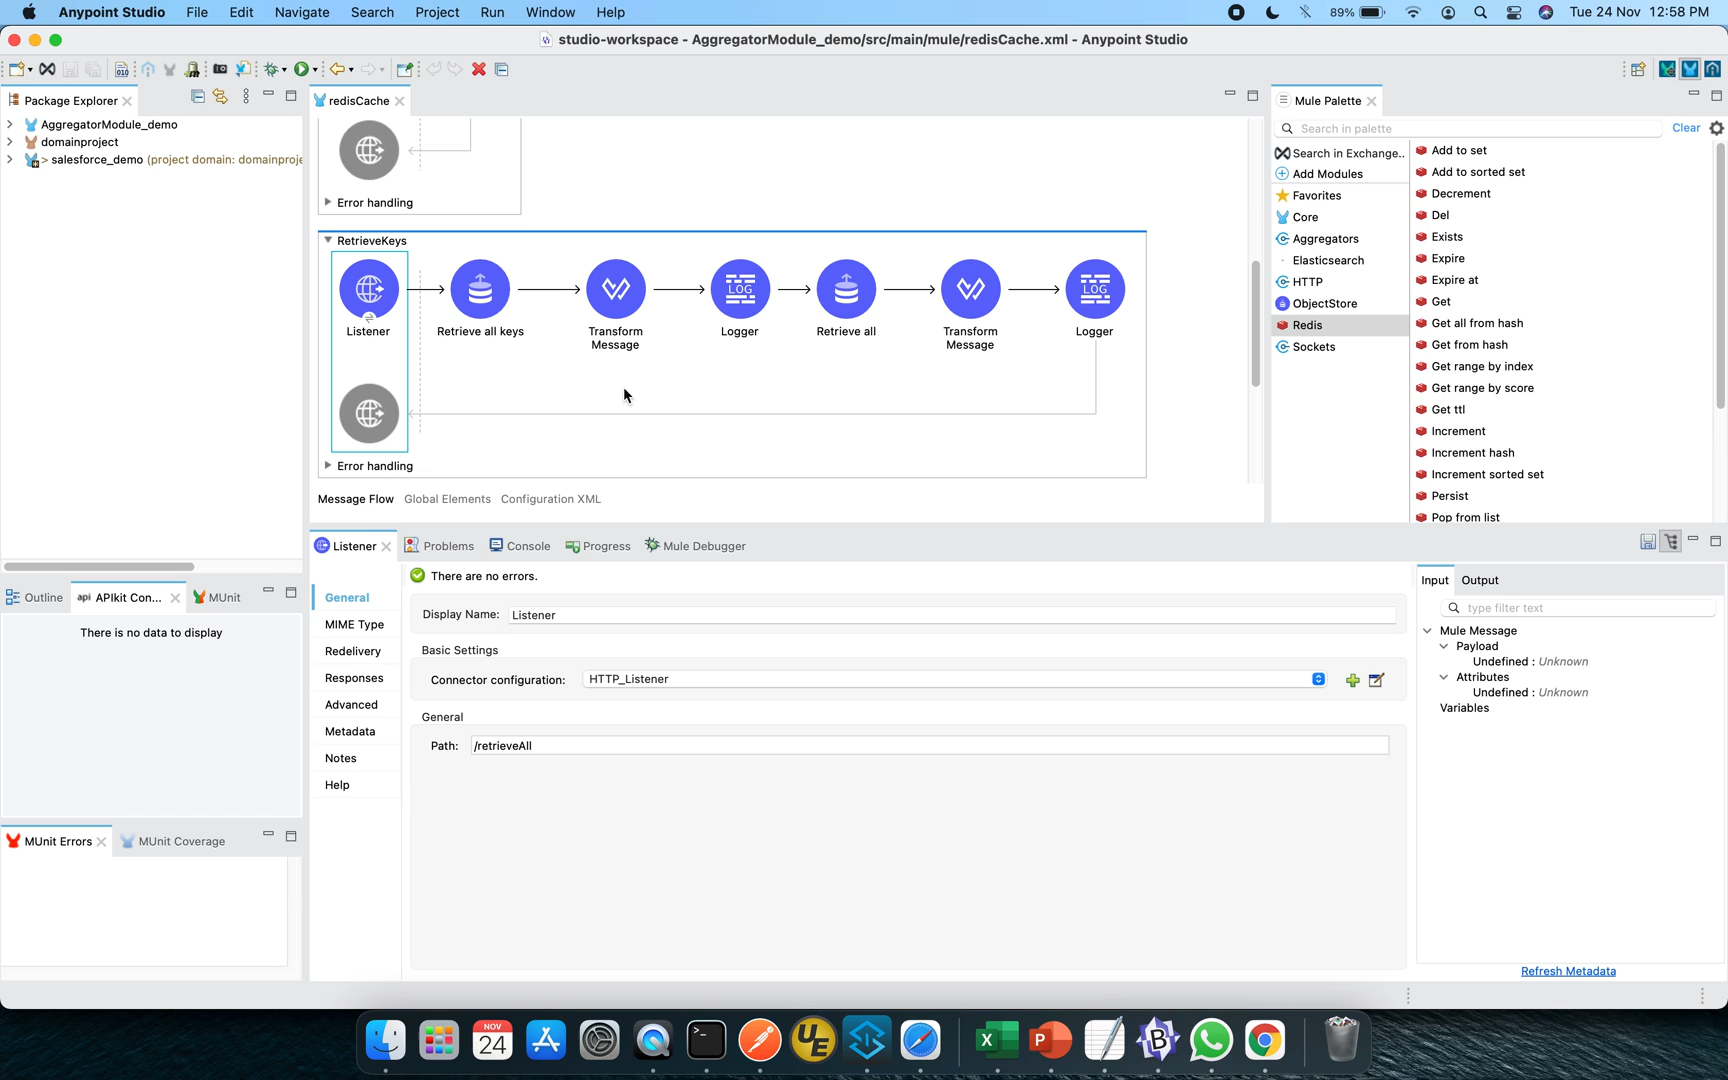 Anypoint Studio File Edit Navigate Search Project Run Window Help 89% Tue 24 Nov 12:58 PM
studio-workspace - AggregatorModule_demo/src/main/mule/redisCache.xml - Anypoint Studio
Package Explorer
redisCache
Mule Palette
AggregatorModule_demo
domainproject
> salesforce_demo (project domain: domainproje
Error handling
RetrieveKeys
Listener
Retrieve all keys
Transform
Message
LOG
Logger
Retrieve all
Transform
Message
LOG
Logger
Error handling
Message Flow Global Elements Configuration XML
Search in palette
Clear
Search in Exchange..
Add Modules
Favorites
Core
Aggregators
Elasticsearch
HTTP
ObjectStore
Redis
Sockets
Add to set
Add to sorted set
Decrement
Del
Exists
Expire
Expire at
Get
Get all from hash
Get from hash
Get range by index
Get range by score
Get ttl
Increment
Increment hash
Increment sorted set
Persist
Pop from list
Outline
api APIkit Con...
MUnit
There is no data to display
MUnit Errors
MUnit Coverage
Listener
Problems
Console
Progress
Mule Debugger
General
MIME Type
Redelivery
Responses
Advanced
Metadata
Notes
Help
There are no errors.
Display Name: Listener
Basic Settings
Connector configuration: HTTP_Listener
General
Path: /retrieveAll
Input Output
type filter text
Mule Message
Payload
Undefined : Unknown
Attributes
Undefined : Unknown
Variables
Refresh Metadata
NOV
24